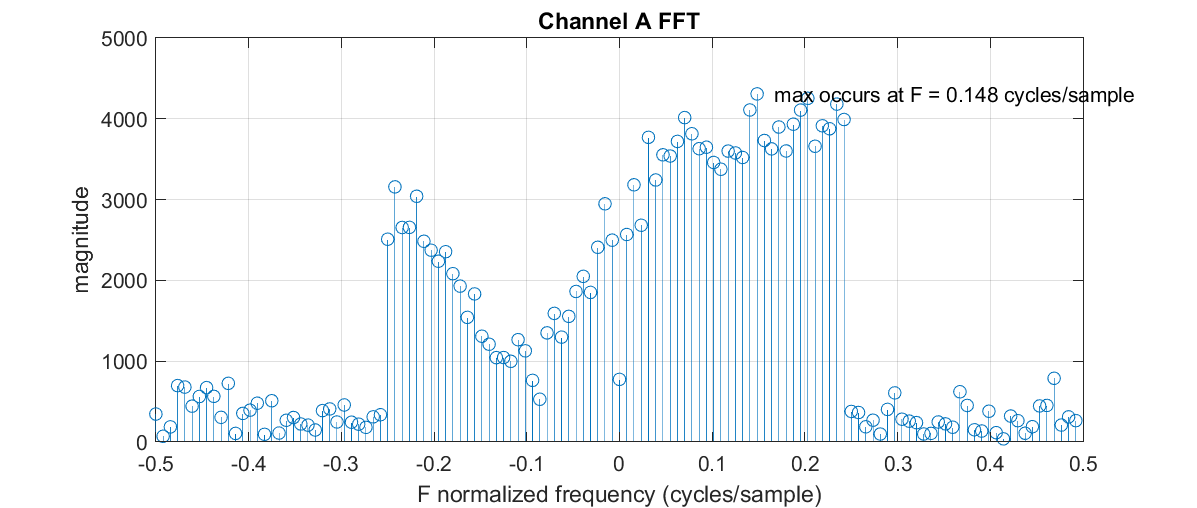 Channel A FFT
5000
4000
3000
2000
1000
0
magnitude
max occurs at F = 0.148 cycles/sample
-0.5 -0.4 -0.3 -0.2 -0.1 0 0.1 0.2 0.3 0.4 0.5
F normalized frequency (cycles/sample)